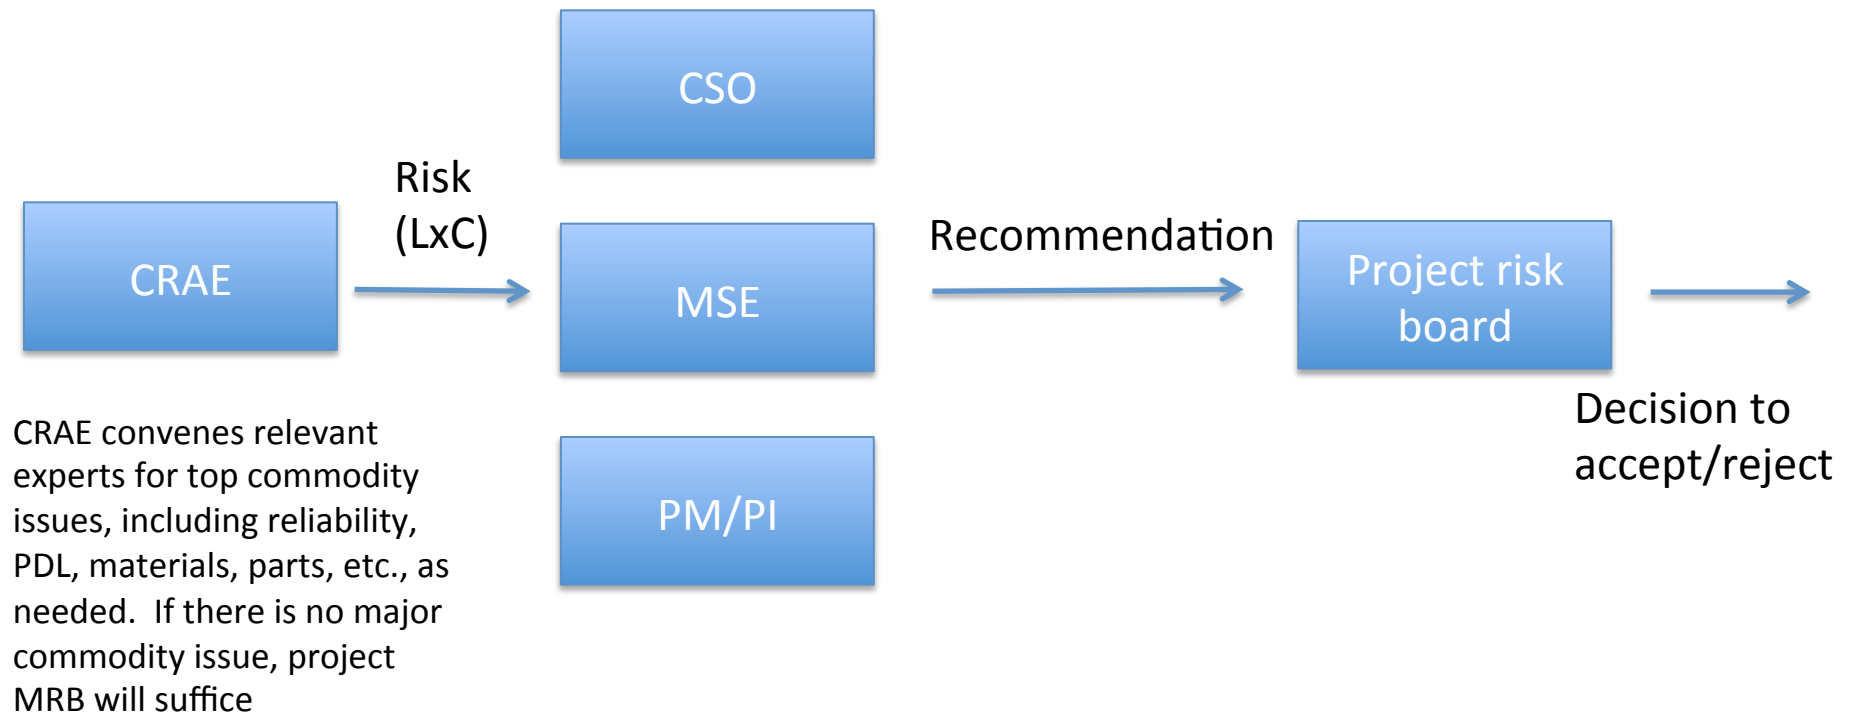 CSO
Risk
(LxC)
CRAE
MSE
Recommendation
Project risk
board
PM/PI
Decision to
accept/reject
CRAE convenes relevant
experts for top commodity
issues, including reliability,
PDL, materials, parts, etc., as
needed.  If there is no major
commodity issue, project
MRB will suffice